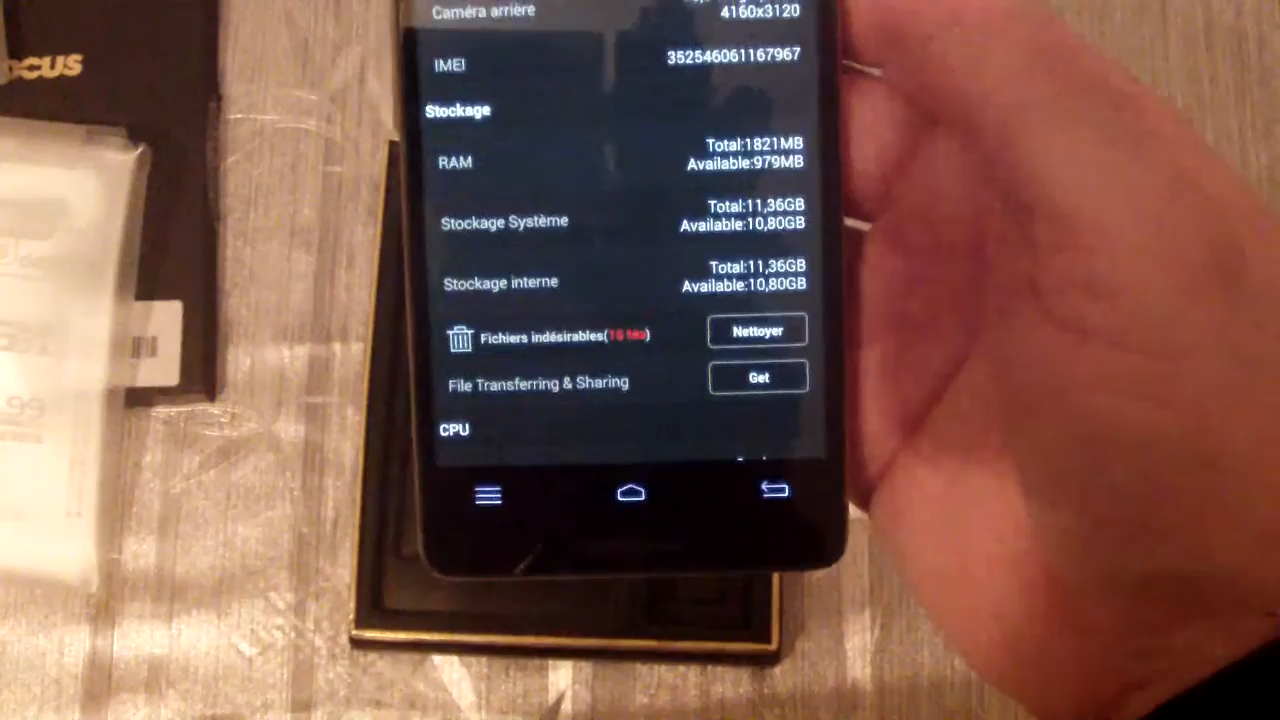 OCUS
Caméra arrière
4160x3120
IMEI
352546061167967
Stockage
RAM
Total:1821MB
Available:979MB
Stockage Système
Total:11,36GB
Available:10,80GB
Stockage interne
Total:11,36GB
Available:10,80GB
Fichiers indésirables(
Nettoyer
File Transferring & Sharing
Get
CPU